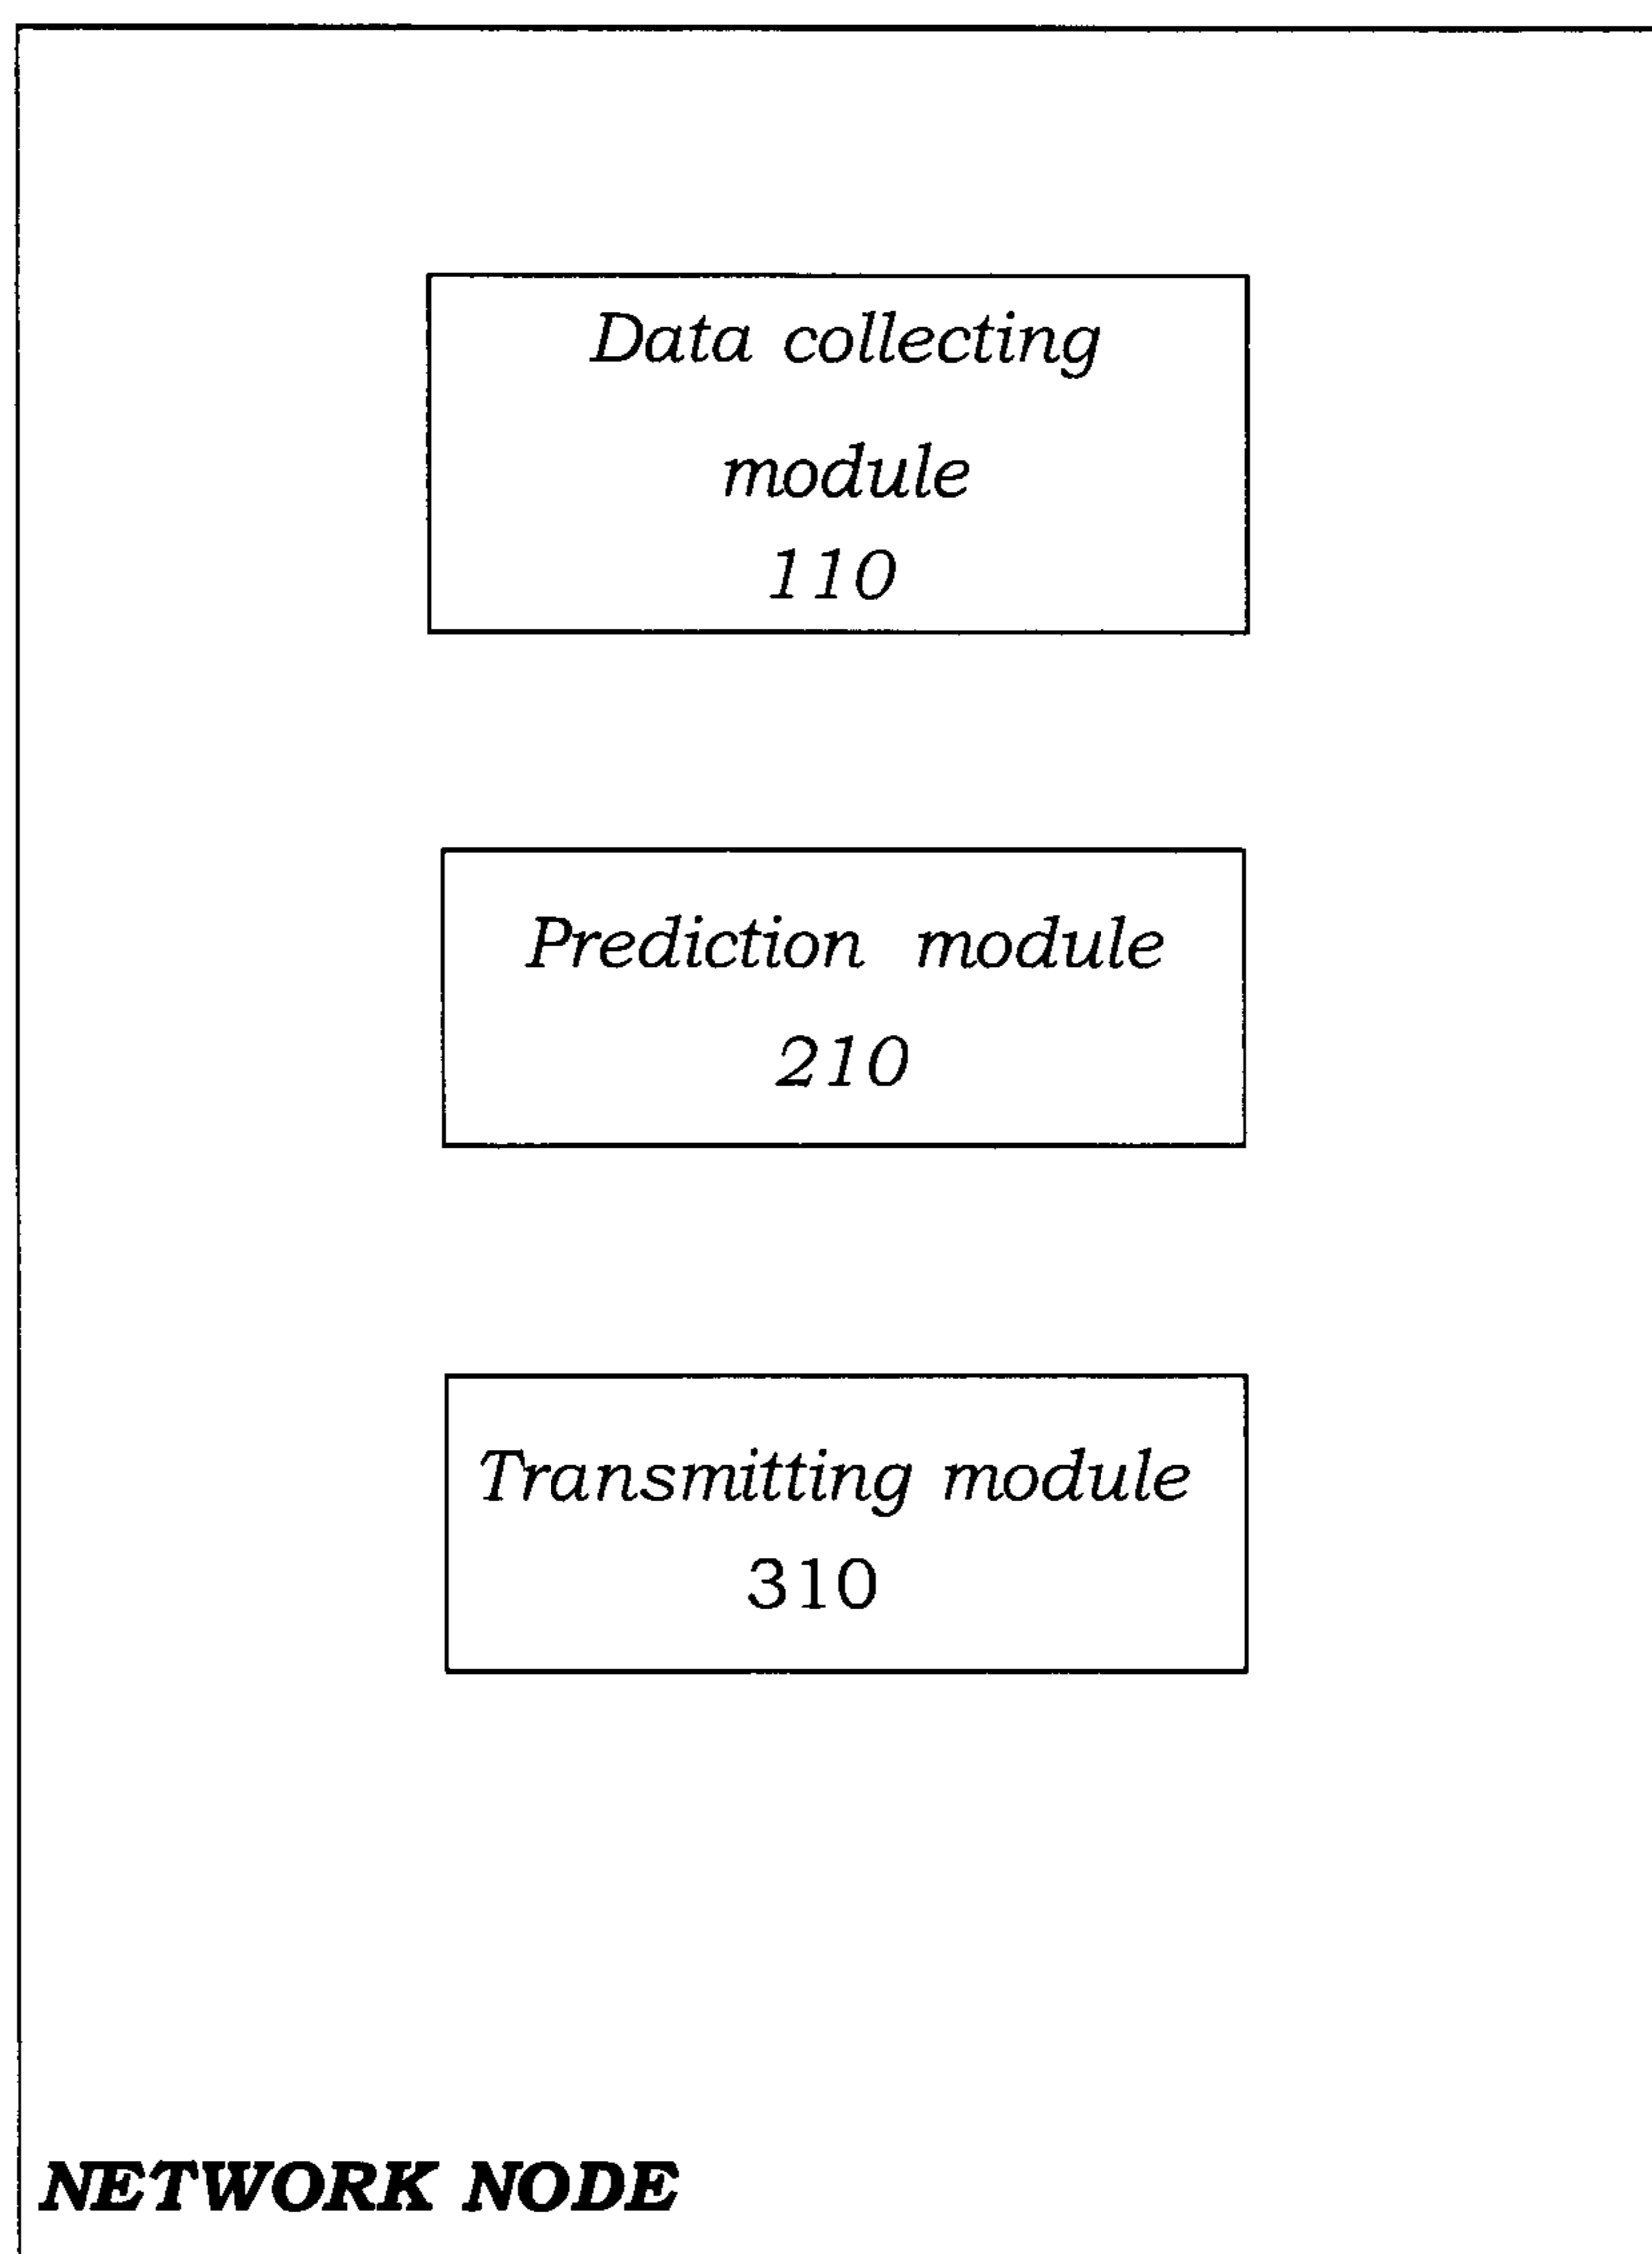 Data collecting
module
110
Prediction module
210
Transmitting module
310
NETWORK NODE